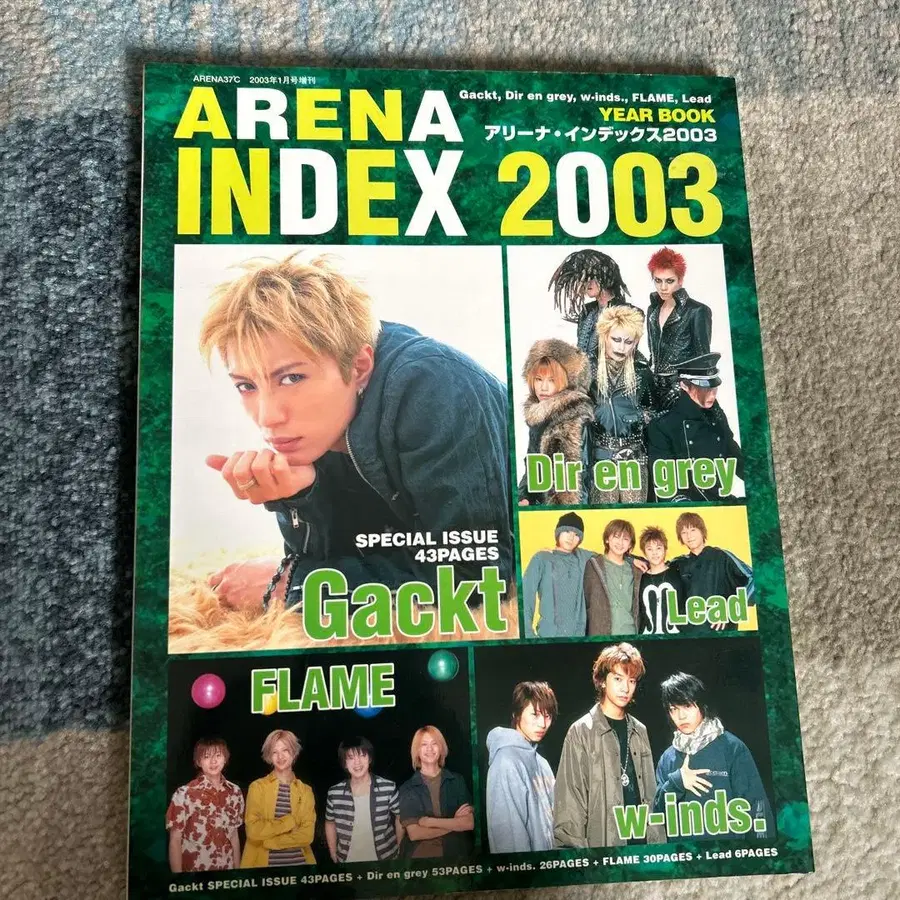 ARENA37℃ 2003年1月号増刊
Gackt, Dir en grey, w-inds., FLAME, Lead
YEAR BOOK
アリーナ・インデックス2003
ARENA
INDEX 2003
Dir en grey
SPECIAL ISSUE
43PAGES
Gackt
Lead
FLAME
w-inds.
Gackt SPECIAL ISSUE 43PAGES + Dir en grey 53PAGES + w-inds. 26PAGES + FLAME 30PAGES + Lead 6PAGES